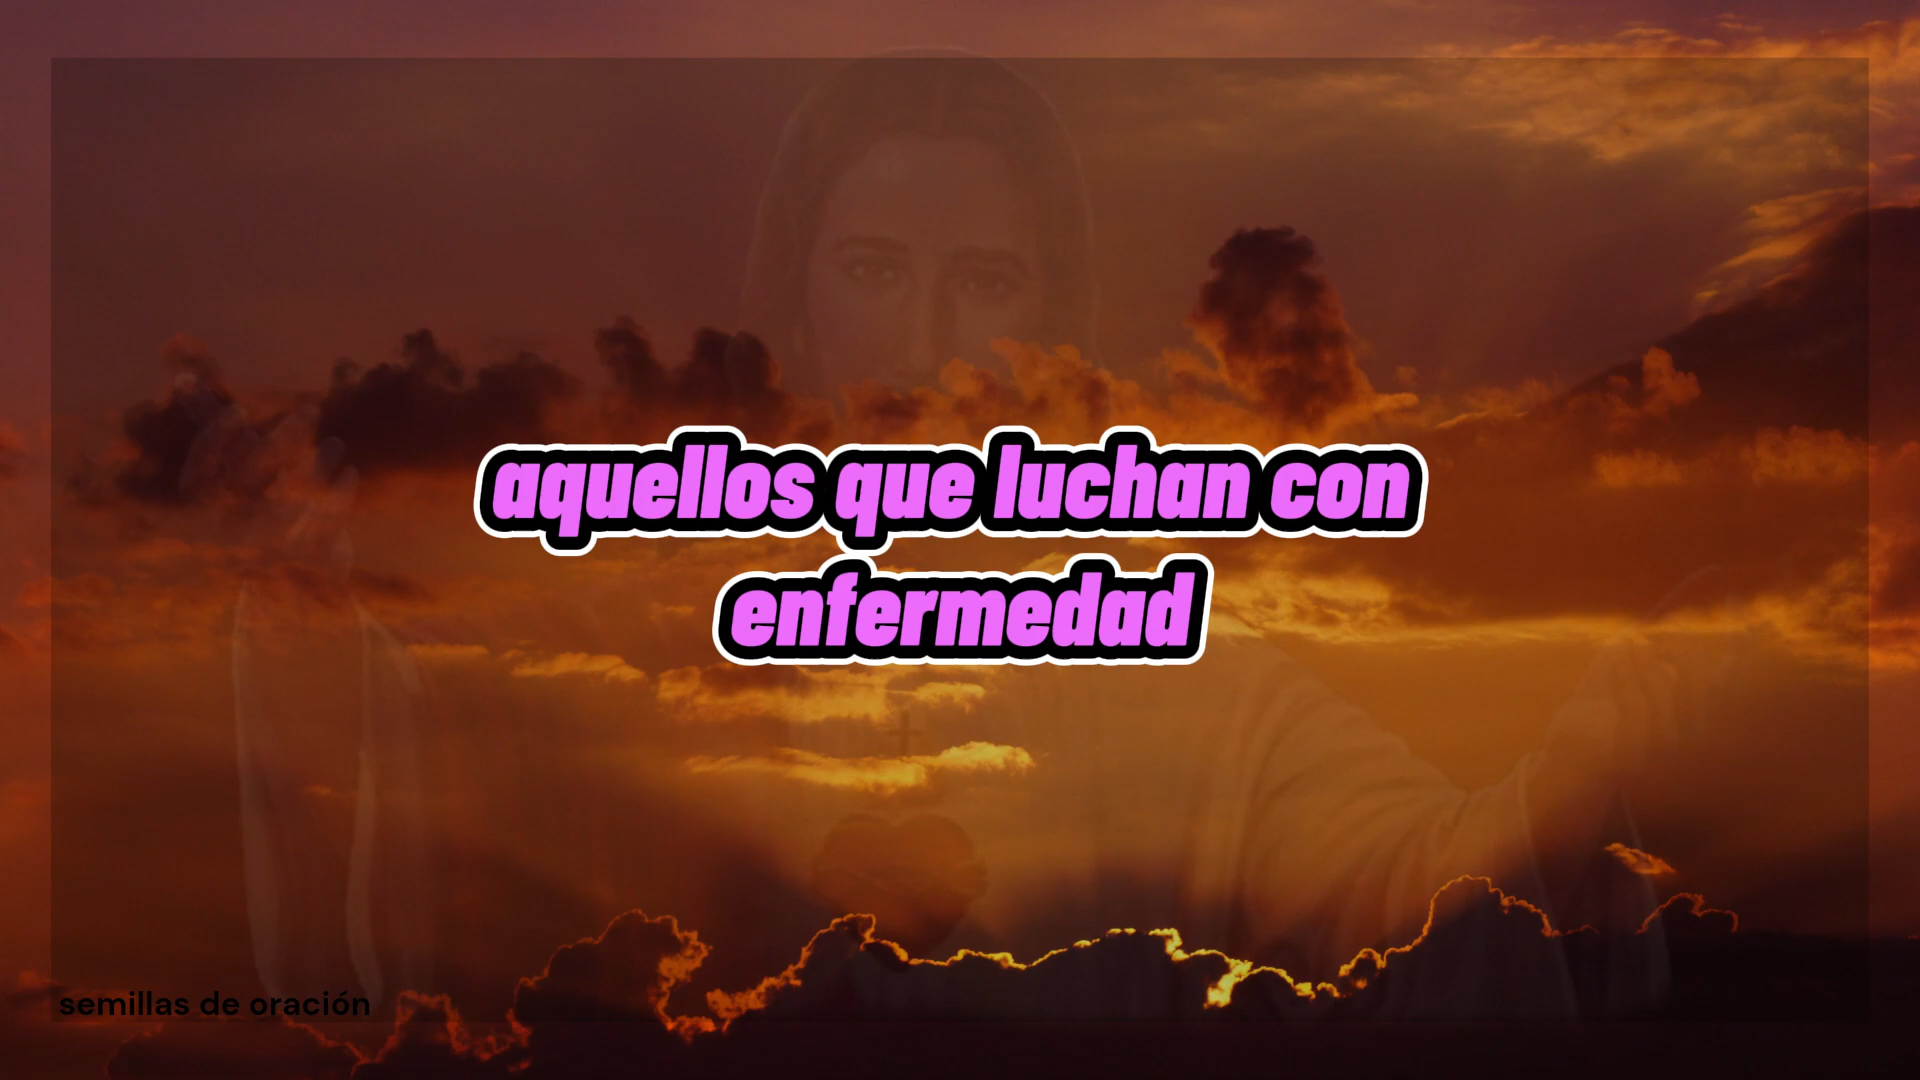 aquellos que luchan con
enfermedad
semillas de oración